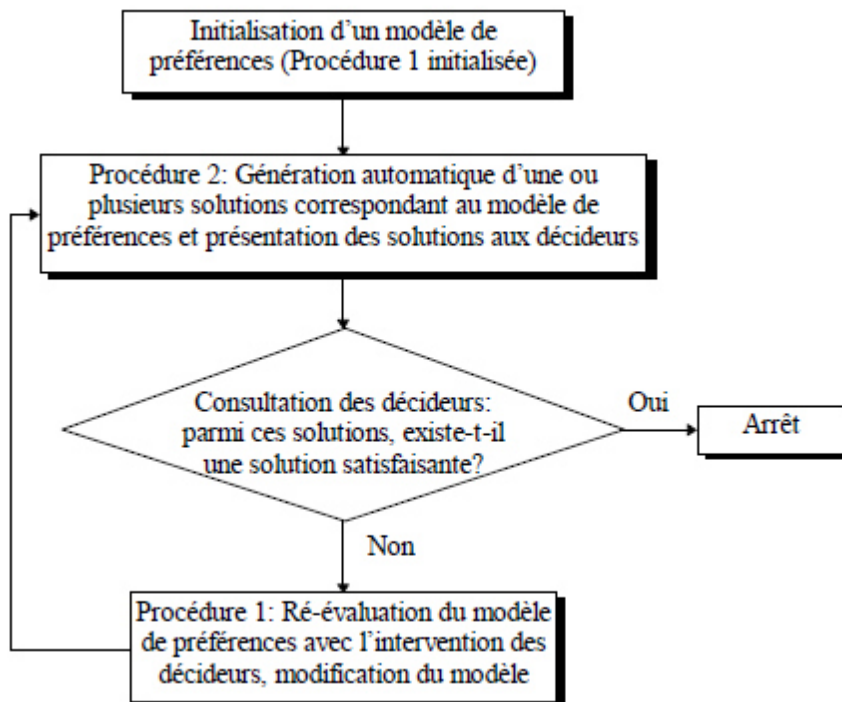 Initialisation d'un modèle de
préférences (Procédure 1 initialisée)
Procédure 2: Génération automatique d'une ou
plusieurs solutions correspondant au modèle de
préférences et présentation des solutions aux décideurs
Consultation des décideurs:
parmi ces solutions, existe-t-il
une solution satisfaisante?
Oui
Arrêt
Non
Procédure 1: Ré-évaluation du modèle
de préférences avec l'intervention des
décideurs, modification du modèle